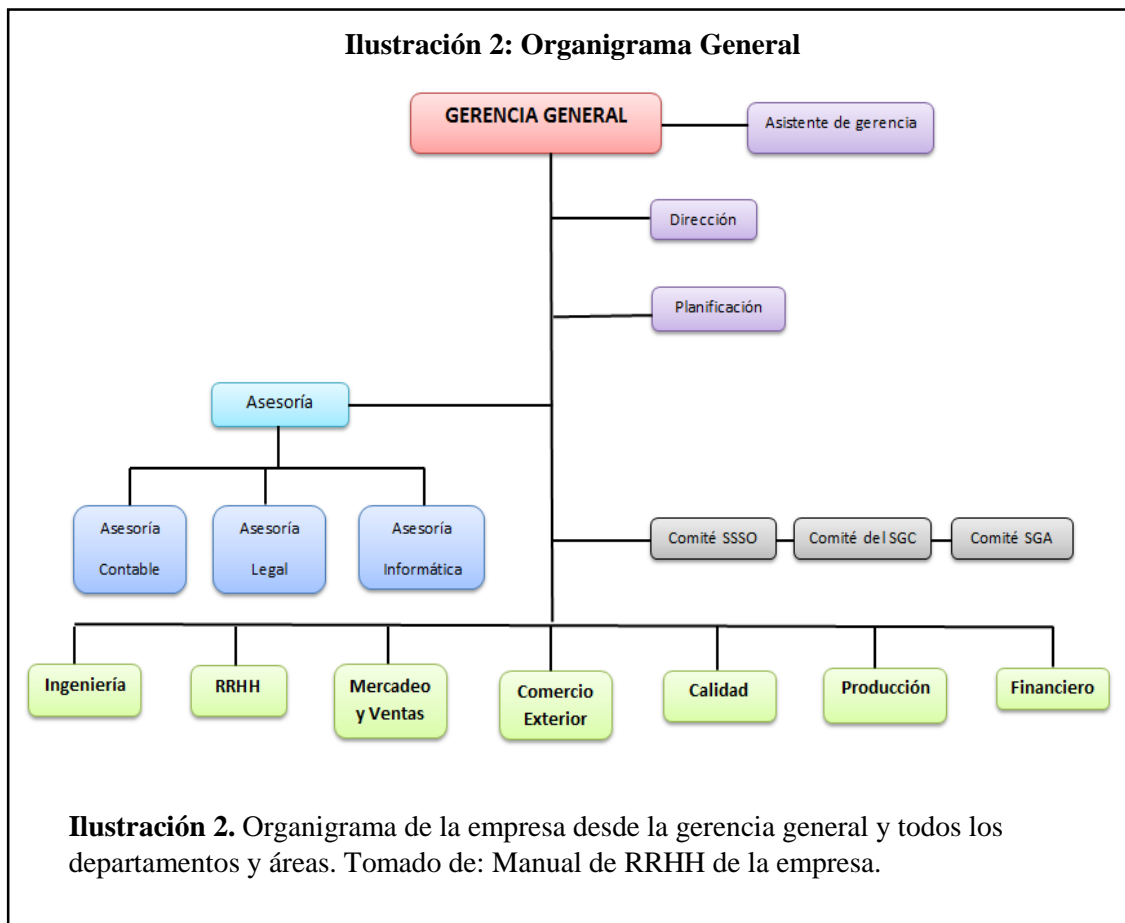 Ilustración 2: Organigrama General
GERENCIA GENERAL
Asistente de gerencia
Dirección
Planificación
Asesoría
Asesoría
Contable
Asesoría
Legal
Asesoría
Informática
Comité SSSO
Comité del SGC
Comité SGA
Ingeniería
RRHH
Mercadeo
y Ventas
Comercio
Exterior
Calidad
Producción
Financiero
Ilustración 2. Organigrama de la empresa desde la gerencia general y todos los
departamentos y áreas. Tomado de: Manual de RRHH de la empresa.